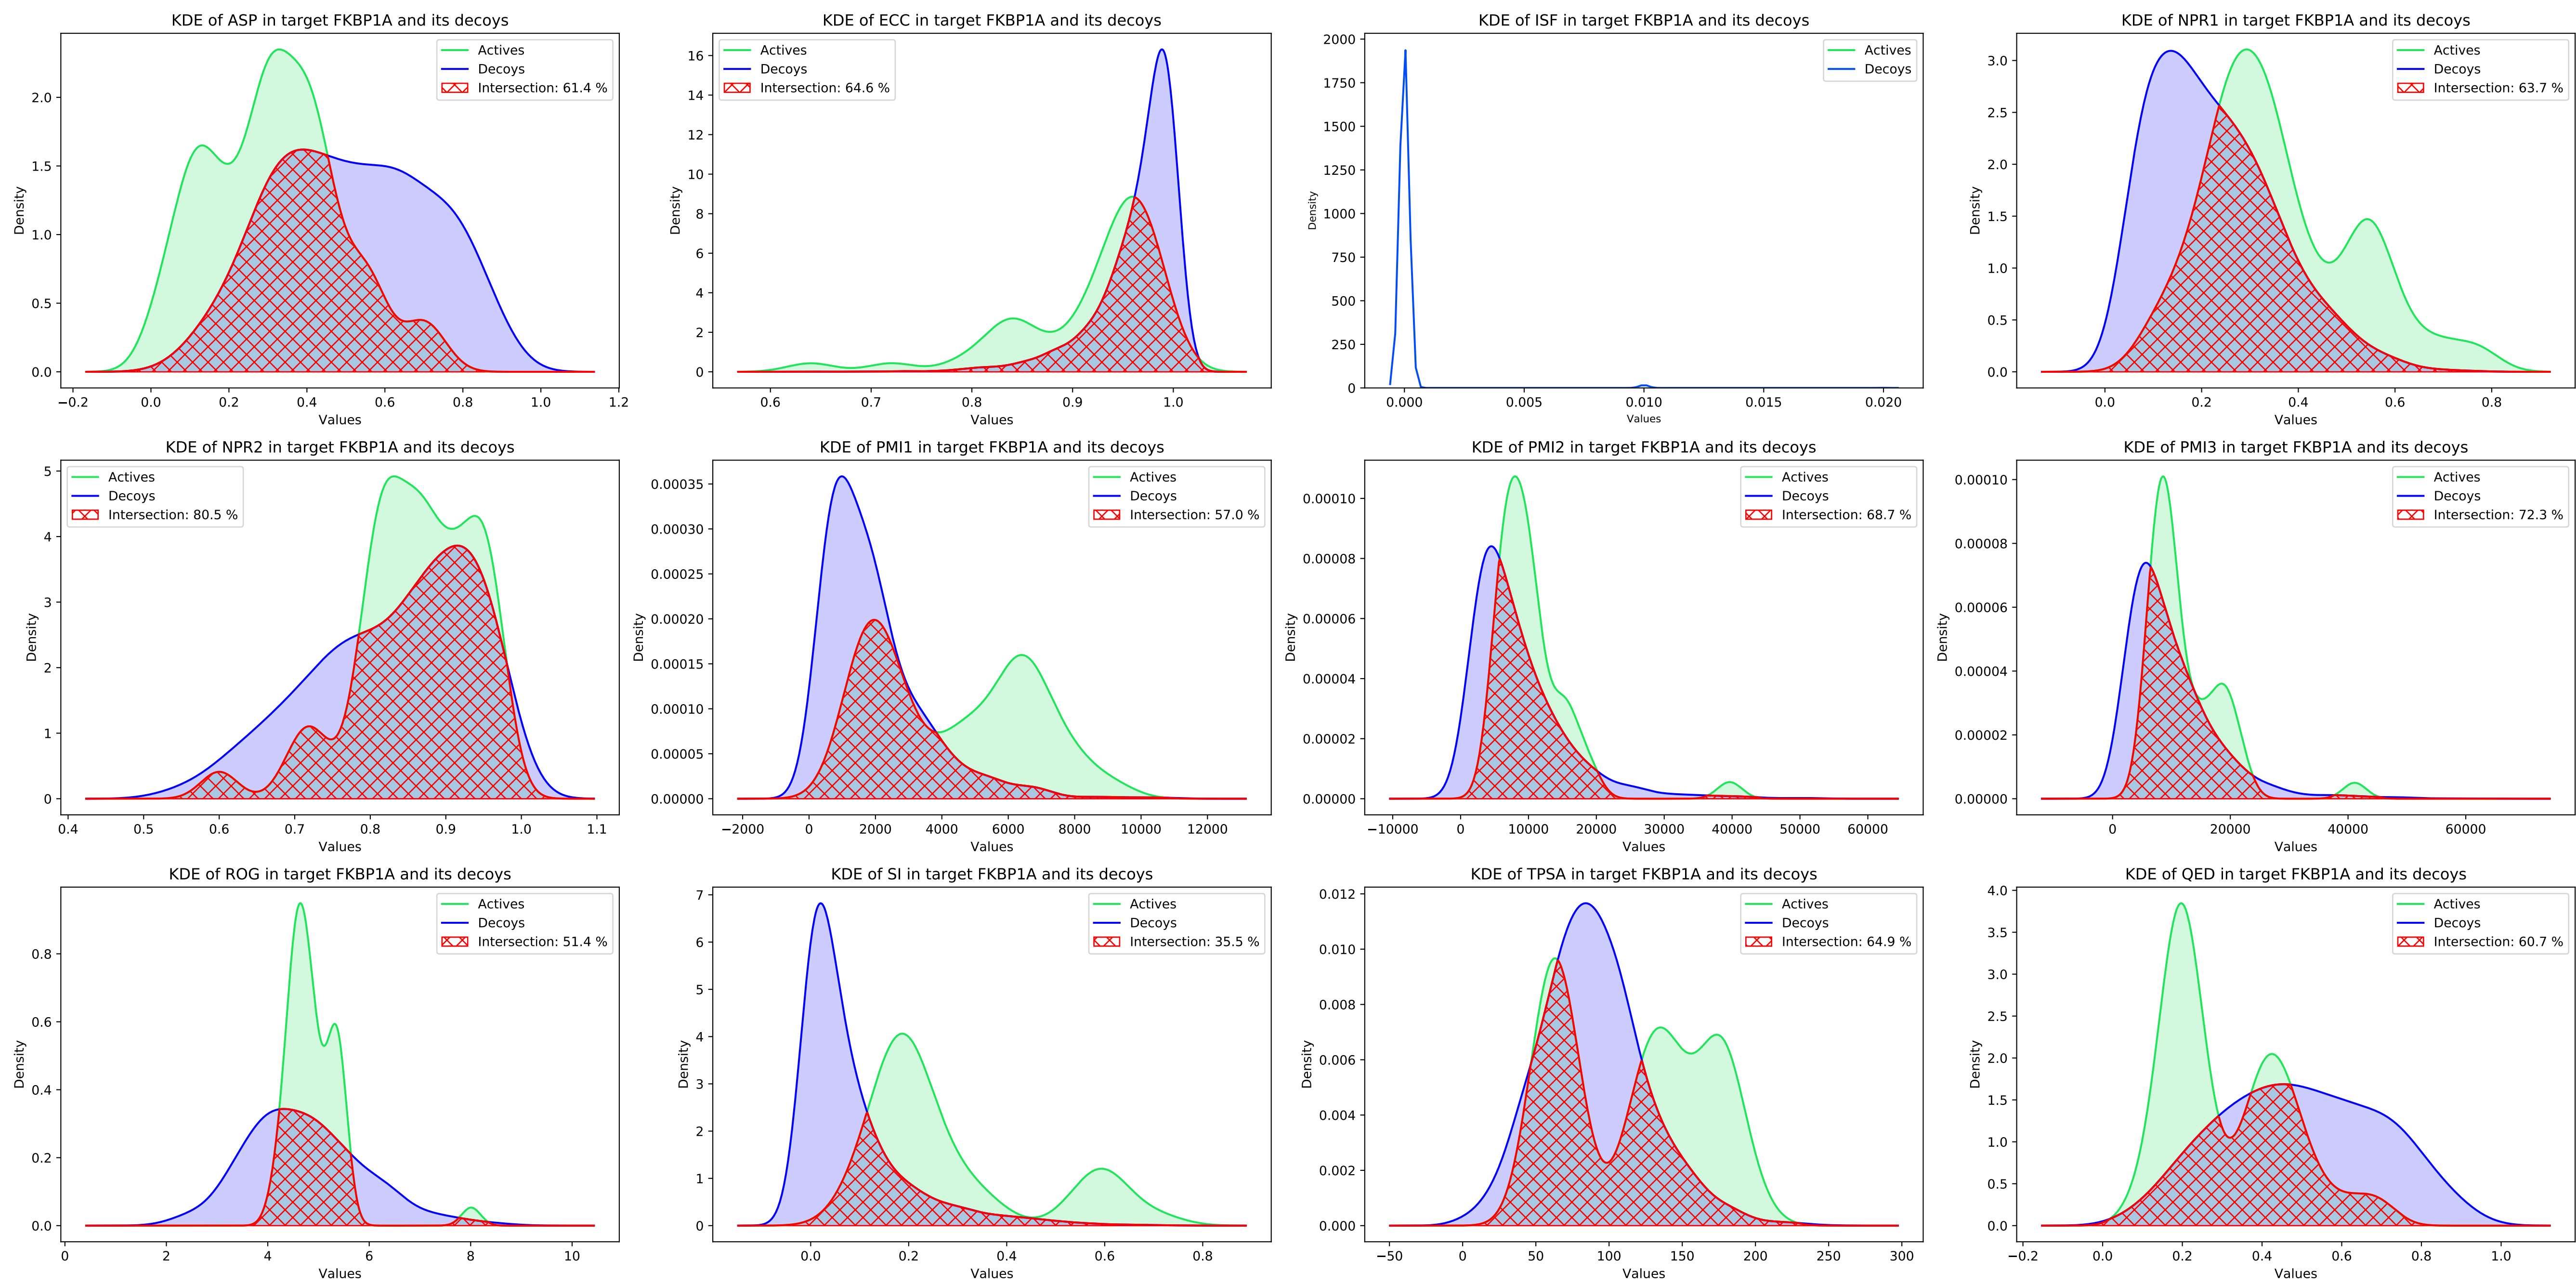 KDE of ASP in target FKBP1A and its decoys
Actives
Decoys
Intersection: 61.4 %
Density
2.0
1.5
1.0
0.5
0.0
−0.2 0.0 0.2 0.4 0.6 0.8 1.0 1.2
Values
KDE of ECC in target FKBP1A and its decoys
Actives
Decoys
Intersection: 64.6 %
Density
16
14
12
10
8
6
4
2
0
0.6 0.7 0.8 0.9 1.0
Values
KDE of ISF in target FKBP1A and its decoys
Actives
Decoys
Density
2000
1750
1500
1250
1000
750
500
250
0
0.000 0.005 0.010 0.015 0.020
Values
KDE of NPR1 in target FKBP1A and its decoys
Actives
Decoys
Intersection: 63.7 %
Density
3.0
2.5
2.0
1.5
1.0
0.5
0.0
0.0 0.2 0.4 0.6 0.8
Values
KDE of NPR2 in target FKBP1A and its decoys
Actives
Decoys
Intersection: 80.5 %
Density
5
4
3
2
1
0
0.4 0.5 0.6 0.7 0.8 0.9 1.0 1.1
Values
KDE of PMI1 in target FKBP1A and its decoys
Actives
Decoys
Intersection: 57.0 %
Density
0.00035
0.00030
0.00025
0.00020
0.00015
0.00010
0.00005
0.00000
−2000 0 2000 4000 6000 8000 10000 12000
Values
KDE of PMI2 in target FKBP1A and its decoys
Actives
Decoys
Intersection: 68.7 %
Density
0.00010
0.00008
0.00006
0.00004
0.00002
0.00000
−10000 0 10000 20000 30000 40000 50000 60000
Values
KDE of PMI3 in target FKBP1A and its decoys
Actives
Decoys
Intersection: 72.3 %
Density
0.00010
0.00008
0.00006
0.00004
0.00002
0.00000
0 20000 40000 60000
Values
KDE of ROG in target FKBP1A and its decoys
Actives
Decoys
Intersection: 51.4 %
Density
0.8
0.6
0.4
0.2
0.0
0 2 4 6 8 10
Values
KDE of SI in target FKBP1A and its decoys
Actives
Decoys
Intersection: 35.5 %
Density
7
6
5
4
3
2
1
0
0.0 0.2 0.4 0.6 0.8
Values
KDE of TPSA in target FKBP1A and its decoys
Actives
Decoys
Intersection: 64.9 %
Density
0.012
0.010
0.008
0.006
0.004
0.002
0.000
−50 0 50 100 150 200 250 300
Values
KDE of QED in target FKBP1A and its decoys
Actives
Decoys
Intersection: 60.7 %
Density
4.0
3.5
3.0
2.5
2.0
1.5
1.0
0.5
0.0
−0.2 0.0 0.2 0.4 0.6 0.8 1.0
Values